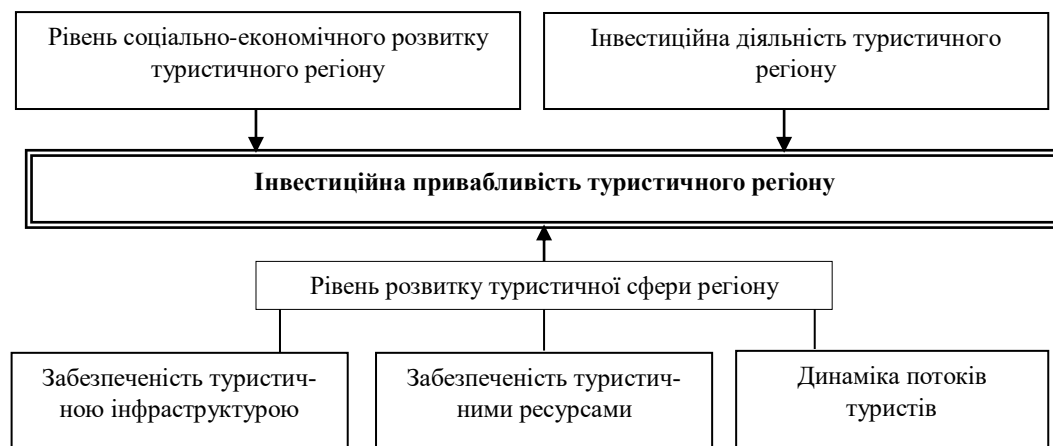 Рівень соціально-економічного розвитку
туристичного регіону
Інвестиційна діяльність туристичного
регіону
Інвестиційна привабливість туристичного регіону
Рівень розвитку туристичної сфери регіону
Забезпеченість туристич-
ною інфраструктурою
Забезпеченість туристич-
ними ресурсами
Динаміка потоків
туристів